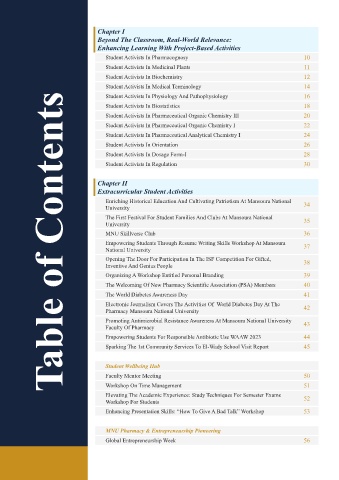 Table of Contents
Chapter I
Beyond The Classroom, Real-World Relevance:
Enhancing Learning With Project-Based Activities
Student Activists In Pharmacognosy 10
Student Activists In Medicinal Plants 11
Student Activists In Biochemistry 12
Student Activists In Medical Terminology 14
Student Activists In Physiology And Pathophysiology 16
Student Activists In Biostatistics 18
Student Activists In Pharmaceutical Organic Chemistry III 20
Student Activists In Pharmaceutical Organic Chemistry I 22
Student Activists In Pharmaceutical Analytical Chemistry I 24
Student Activists In Orientation 26
Student Activists In Dosage Form-I 28
Student Activists In Regulation 30
Chapter II
Extracurricular Student Activities
Enriching Historical Education And Cultivating Patriotism At Mansoura National
University 34
The First Festival For Student Families And Clubs At Mansoura National
University 35
MNU Skillverse Club 36
Empowering Students Through Resume Writing Skills Workshop At Mansoura
National University 37
Opening The Door For Participation In The ISF Competition For Gifted,
Inventive And Genius People 38
Organizing A Workshop Entitled Personal Branding 39
The Welcoming Of New Pharmacy Scientific Association (PSA) Members 40
The World Diabetes Awareness Day 41
Electronic Journalism Covers The Activities Of World Diabetes Day At The
Pharmacy Mansoura National University 42
Promoting Antimicrobial Resistance Awareness At Mansoura National University
Faculty Of Pharmacy 43
Empowering Students For Responsible Antibiotic Use WAAW 2023 44
Sparking The 1st Community Services To El-Wady School Visit Report 45
Student Wellbeing Hub
Faculty Mentor Meeting 50
Workshop On Time Management 51
Elevating The Academic Experience: Study Techniques For Semester Exams
Workshop For Students 52
Enhancing Presentation Skills "How To Give A Bad Talk" Workshop 53
MNU Pharmacy & Entrepreneurship Pioneering
Global Entrepreneurship Week 56